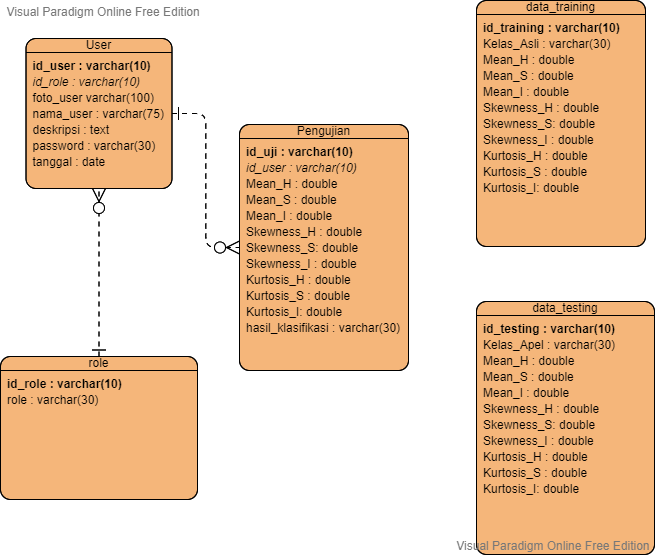 Visual Paradigm Online Free Edition
User
id_user : varchar(10)
id_role : varchar(10)
foto_user varchar(100)
nama_user : varchar(75)
deskripsi : text
password : varchar(30)
tanggal : date
role
id_role : varchar(10)
role : varchar(30)
Pengujian
id_uji : varchar(10)
id_user : varchar(10)
Mean_H : double
Mean_S : double
Mean_I : double
Skewness_H : double
Skewness_S: double
Skewness_I : double
Kurtosis_H : double
Kurtosis_S : double
Kurtosis_I: double
hasil_klasifikasi : varchar(30)
data_training
id_training : varchar(10)
Kelas_Asli : varchar(30)
Mean_H : double
Mean_S : double
Mean_I : double
Skewness_H : double
Skewness_S: double
Skewness_I : double
Kurtosis_H : double
Kurtosis_S : double
Kurtosis_I: double
data_testing
id_testing : varchar(10)
Kelas_Apel : varchar(30)
Mean_H : double
Mean_S : double
Mean_I : double
Skewness_H : double
Skewness_S: double
Skewness_I : double
Kurtosis_H : double
Kurtosis_S : double
Kurtosis_I: double
Visual Paradigm Online Free Edition